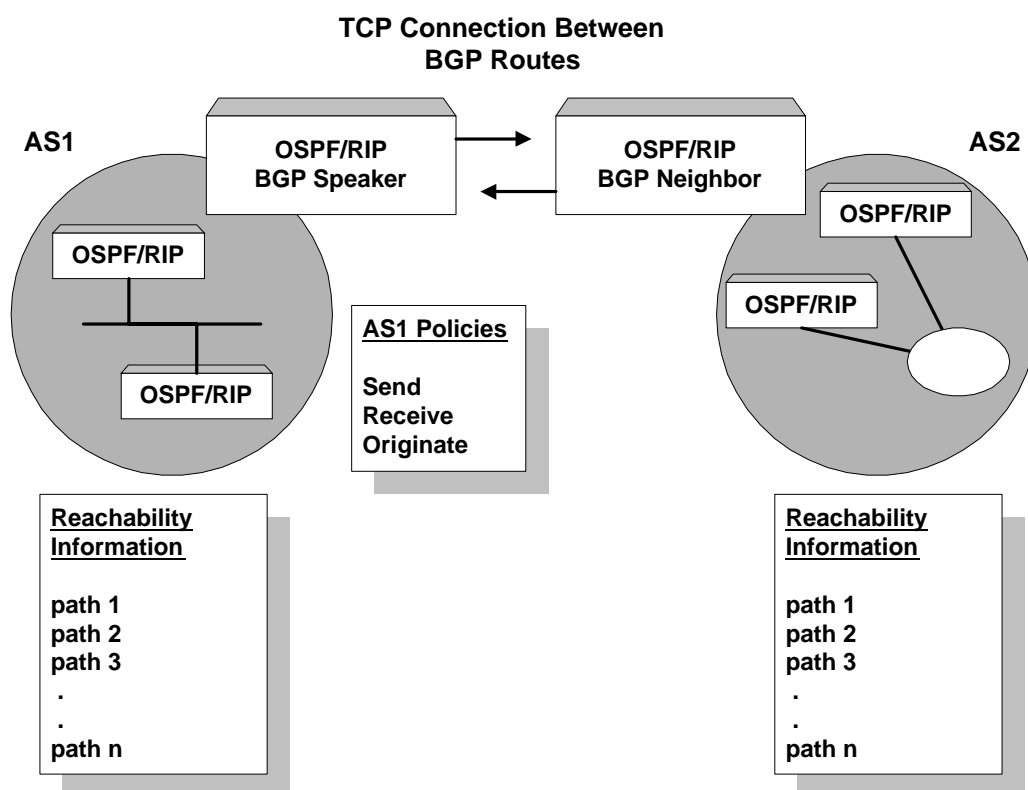 TCP Connection Between
BGP Routes
AS1
OSPF/RIP
BGP Speaker
OSPF/RIP
BGP Neighbor
AS2
OSPF/RIP
OSPF/RIP
OSPF/RIP
OSPF/RIP
AS1 Policies
Send
Receive
Originate
Reachability
Information
path 1
path 2
path 3
.
.
path n
Reachability
Information
path 1
path 2
path 3
.
.
path n